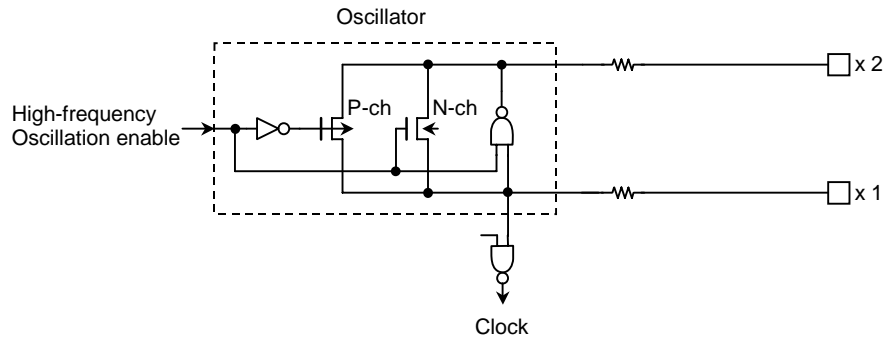 Oscillator
x 2
P-ch
N-ch
High-frequency
Oscillation enable
x 1
Clock